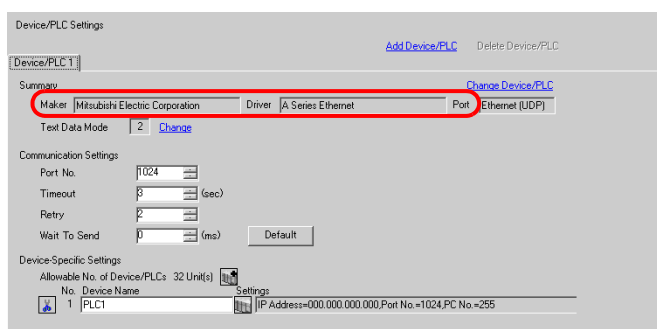 Device/PLC Settings
Add Device/PLC Delete Device/PLC
Device/PLC 1
Summary Change Device/PLC
Maker Mitsubishi Electric Corporation Driver A Series Ethernet Port Ethernet (UDP)
Text Data Mode 2 Change
Communication Settings
Port No. 1024
Timeout 3 (sec)
Retry 2
Wait To Send 0 (ms) Default
Device-Specific Settings
Allowable No. of Device/PLCs 32 Unit(s)
No. Device Name Settings
1 PLC1 IP Address=000.000.000.000,Port No.=1024,PC No.=255